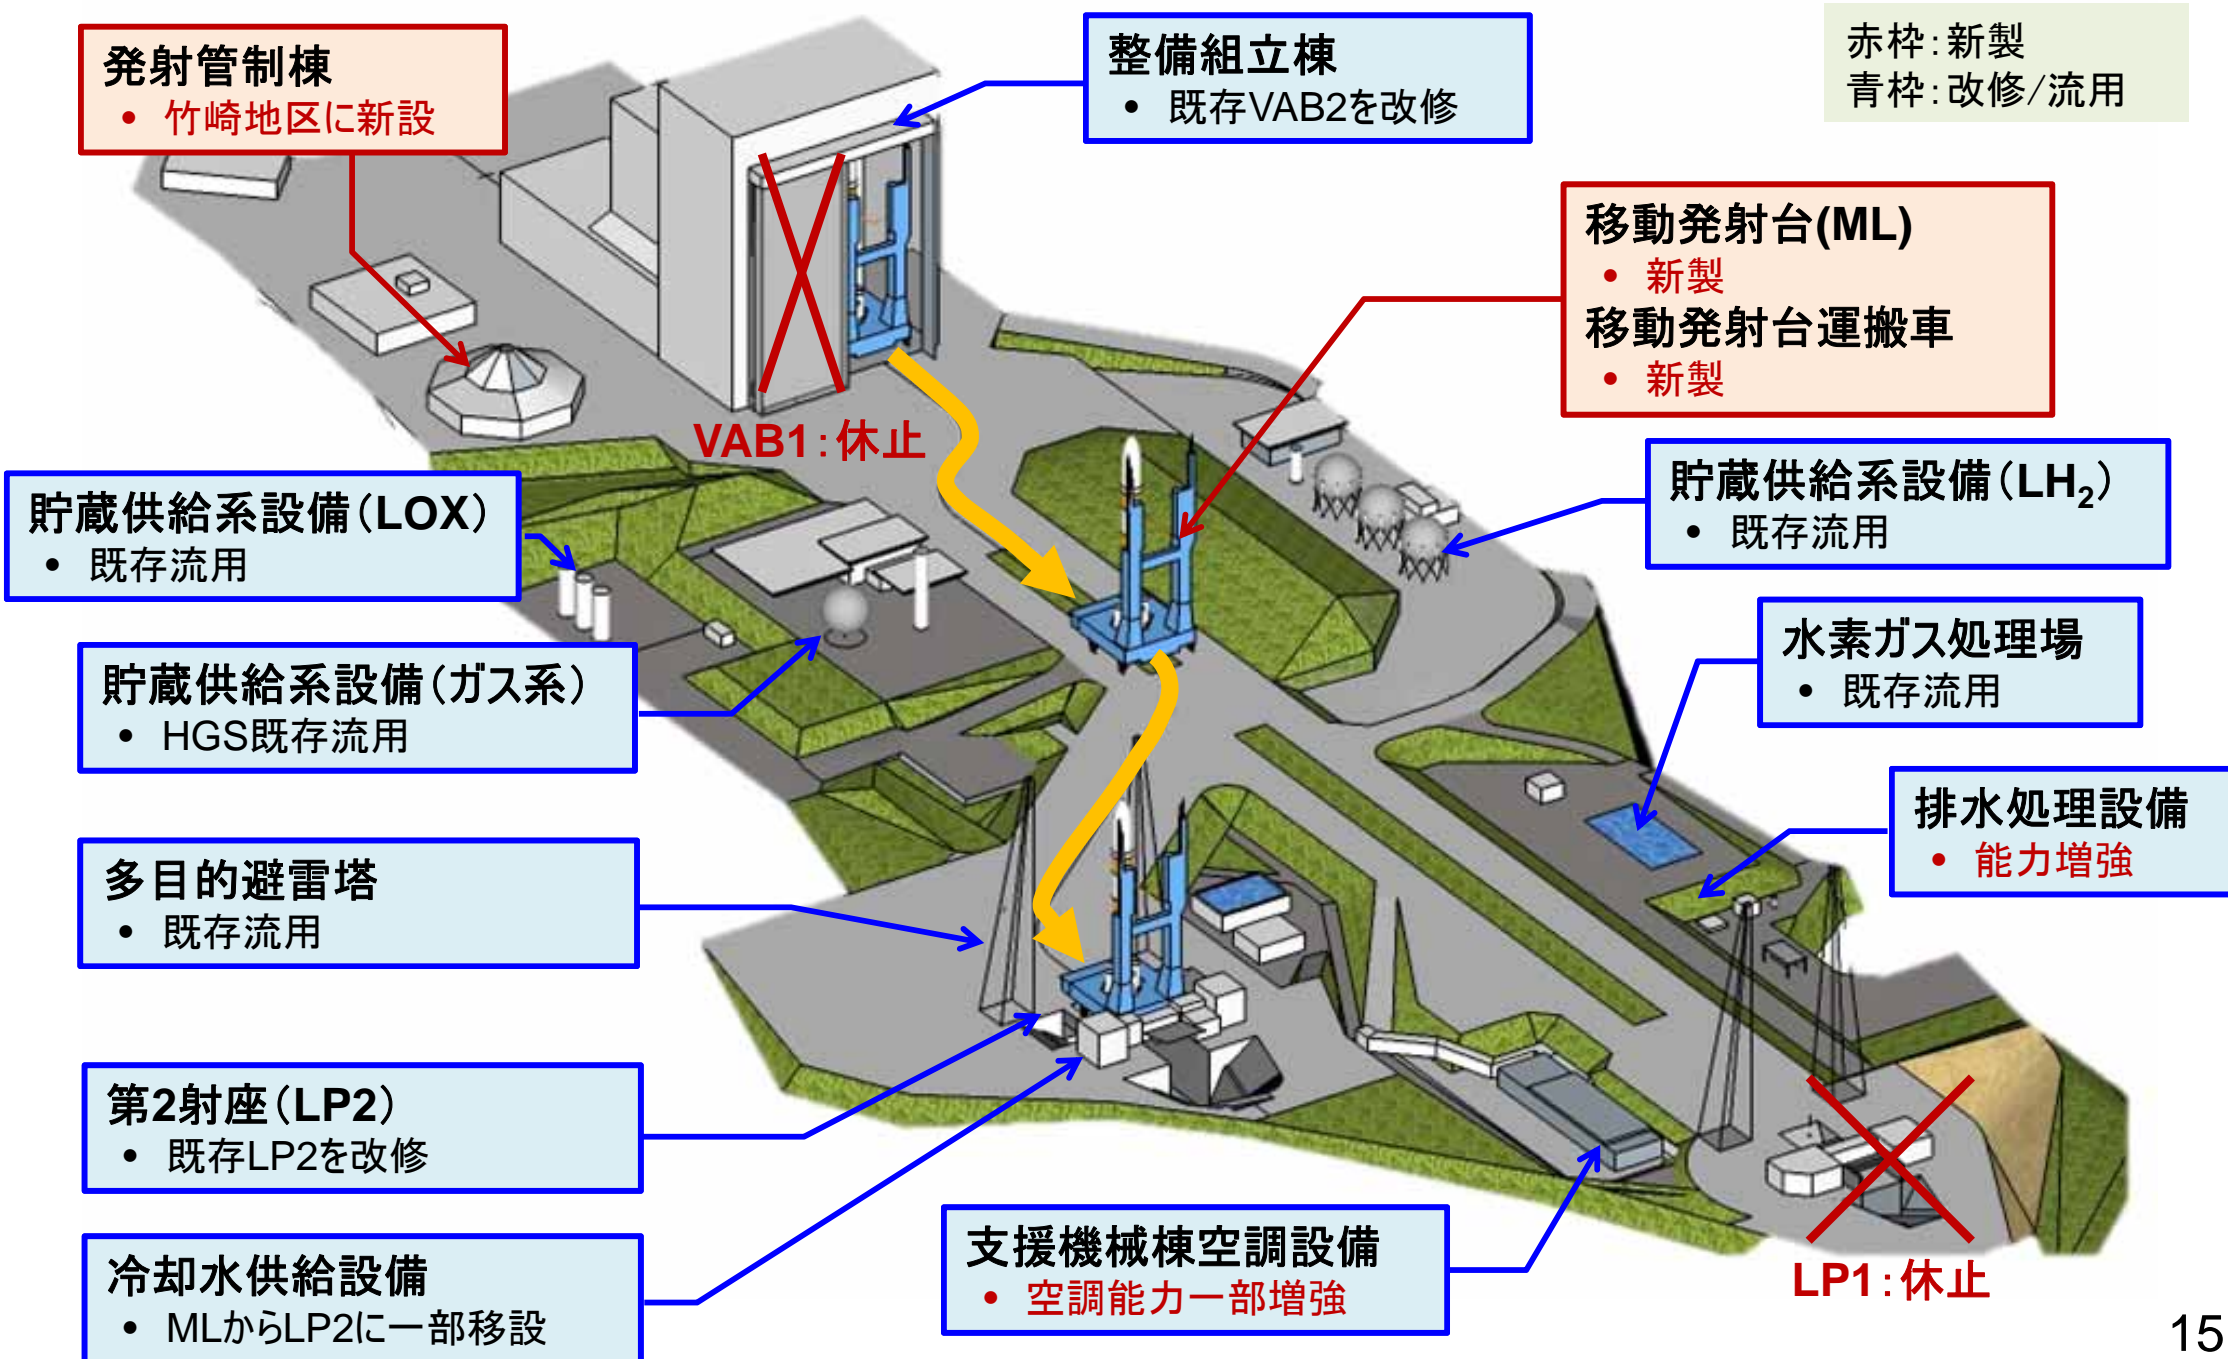 発射管制棟
• 竹崎地区に新設
整備組立棟
• 既存VAB2を改修
赤枠：新製
青枠：改修/流用
移動発射台(ML)
• 新製
移動発射台運搬車
• 新製
VAB1：休止
貯蔵供給系設備（LOX）
• 既存流用
貯蔵供給系設備（LH₂）
• 既存流用
貯蔵供給系設備（ガス系）
• HGS既存流用
水素ガス処理場
• 既存流用
排水処理設備
• 能力増強
多目的避雷塔
• 既存流用
第2射座（LP2）
• 既存LP2を改修
冷却水供給設備
• MLからLP2に一部移設
支援機械棟空調設備
• 空調能力一部増強
LP1：休止
15